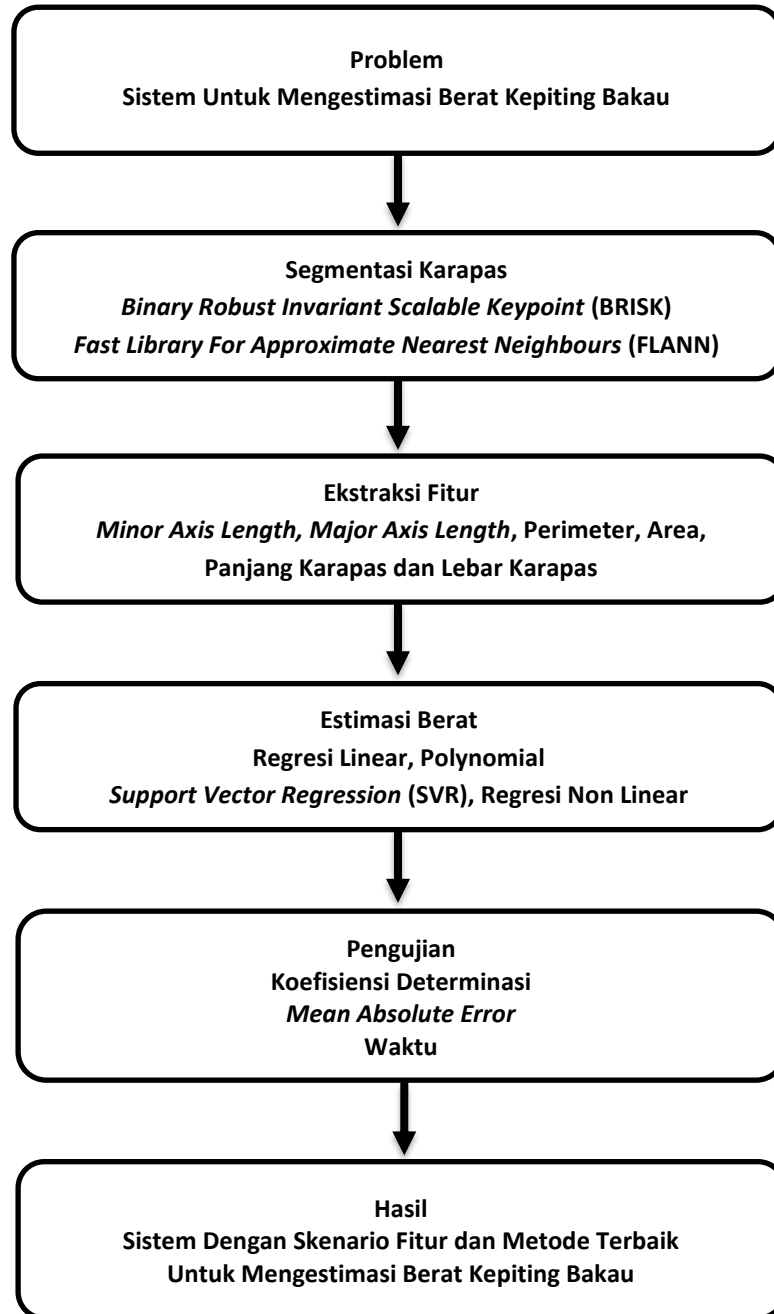 Problem
Sistem Untuk Mengestimasi Berat Kepiting Bakau
Segmentasi Karapas
Binary Robust Invariant Scalable Keypoint (BRISK)
Fast Library For Approximate Nearest Neighbours (FLANN)
Ekstraksi Fitur
Minor Axis Length, Major Axis Length, Perimeter, Area,
Panjang Karapas dan Lebar Karapas
Estimasi Berat
Regresi Linear, Polynomial
Support Vector Regression (SVR), Regresi Non Linear
Pengujian
Koefisiensi Determinasi
Mean Absolute Error
Waktu
Hasil
Sistem Dengan Skenario Fitur dan Metode Terbaik
Untuk Mengestimasi Berat Kepiting Bakau